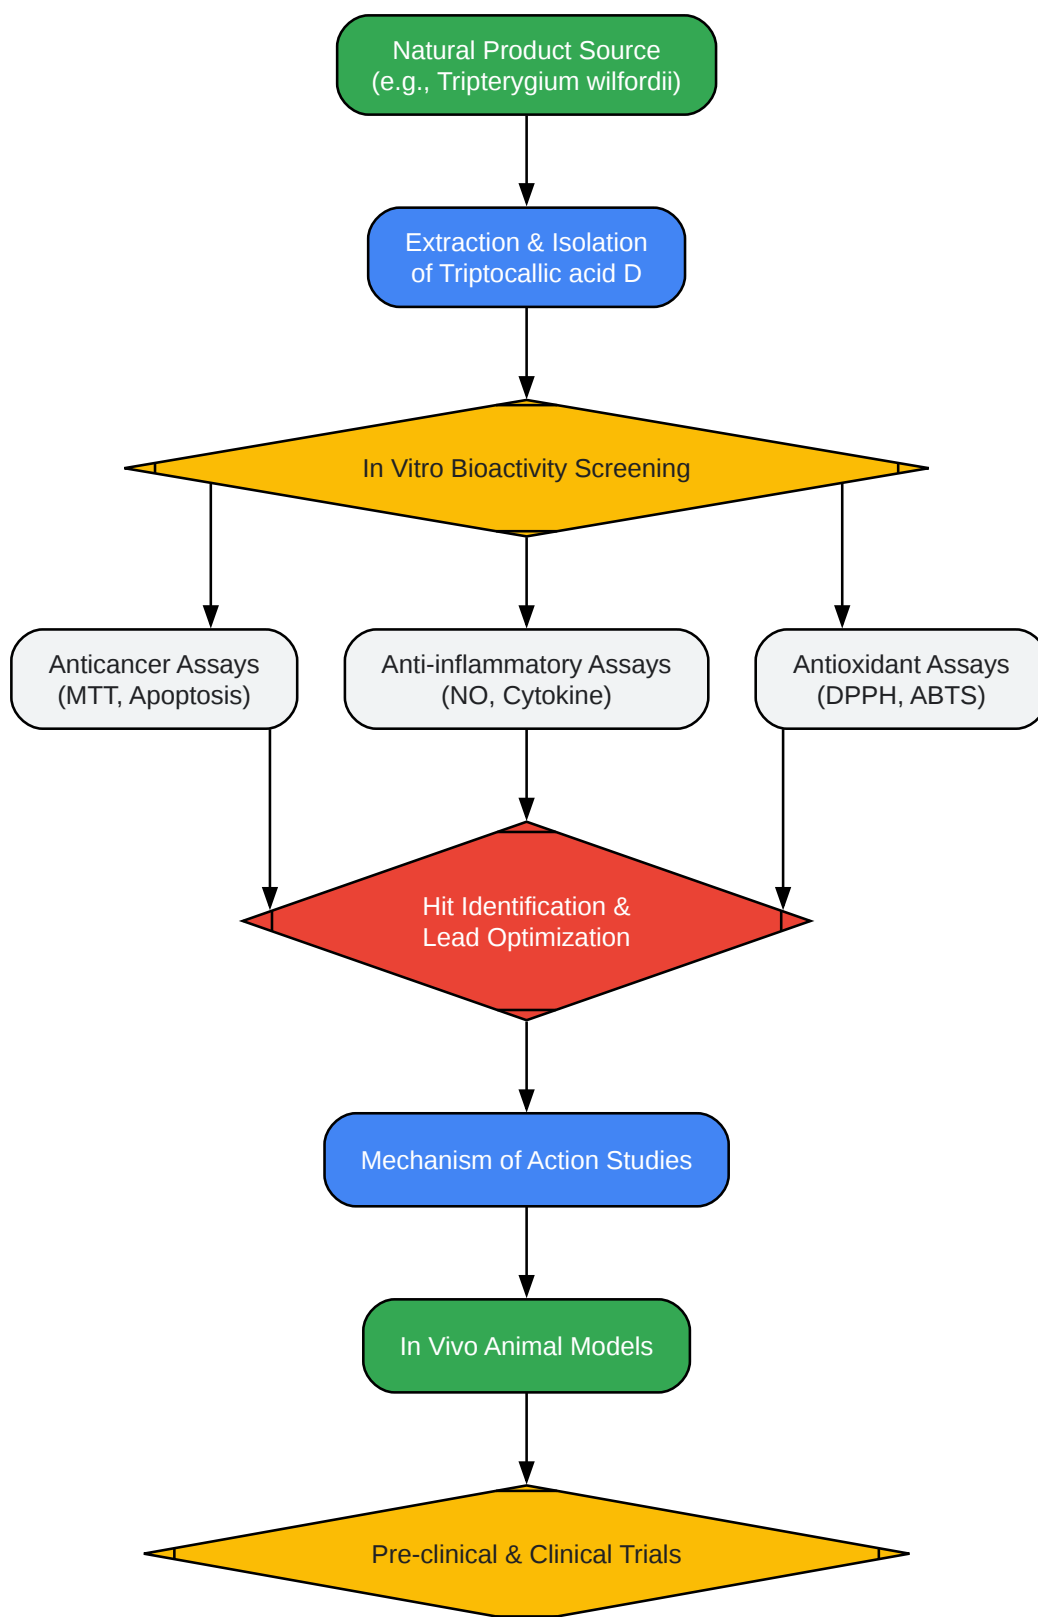 Natural Product Source
(e.g., Tripterygium wilfordii)
Extraction & Isolation
of Triptocallic acid D
In Vitro Bioactivity Screening
Anticancer Assays
(MTT, Apoptosis)
Anti-inflammatory Assays
(NO, Cytokine)
Antioxidant Assays
(DPPH, ABTS)
Hit Identification &
Lead Optimization
Mechanism of Action Studies
In Vivo Animal Models
Pre-clinical & Clinical Trials